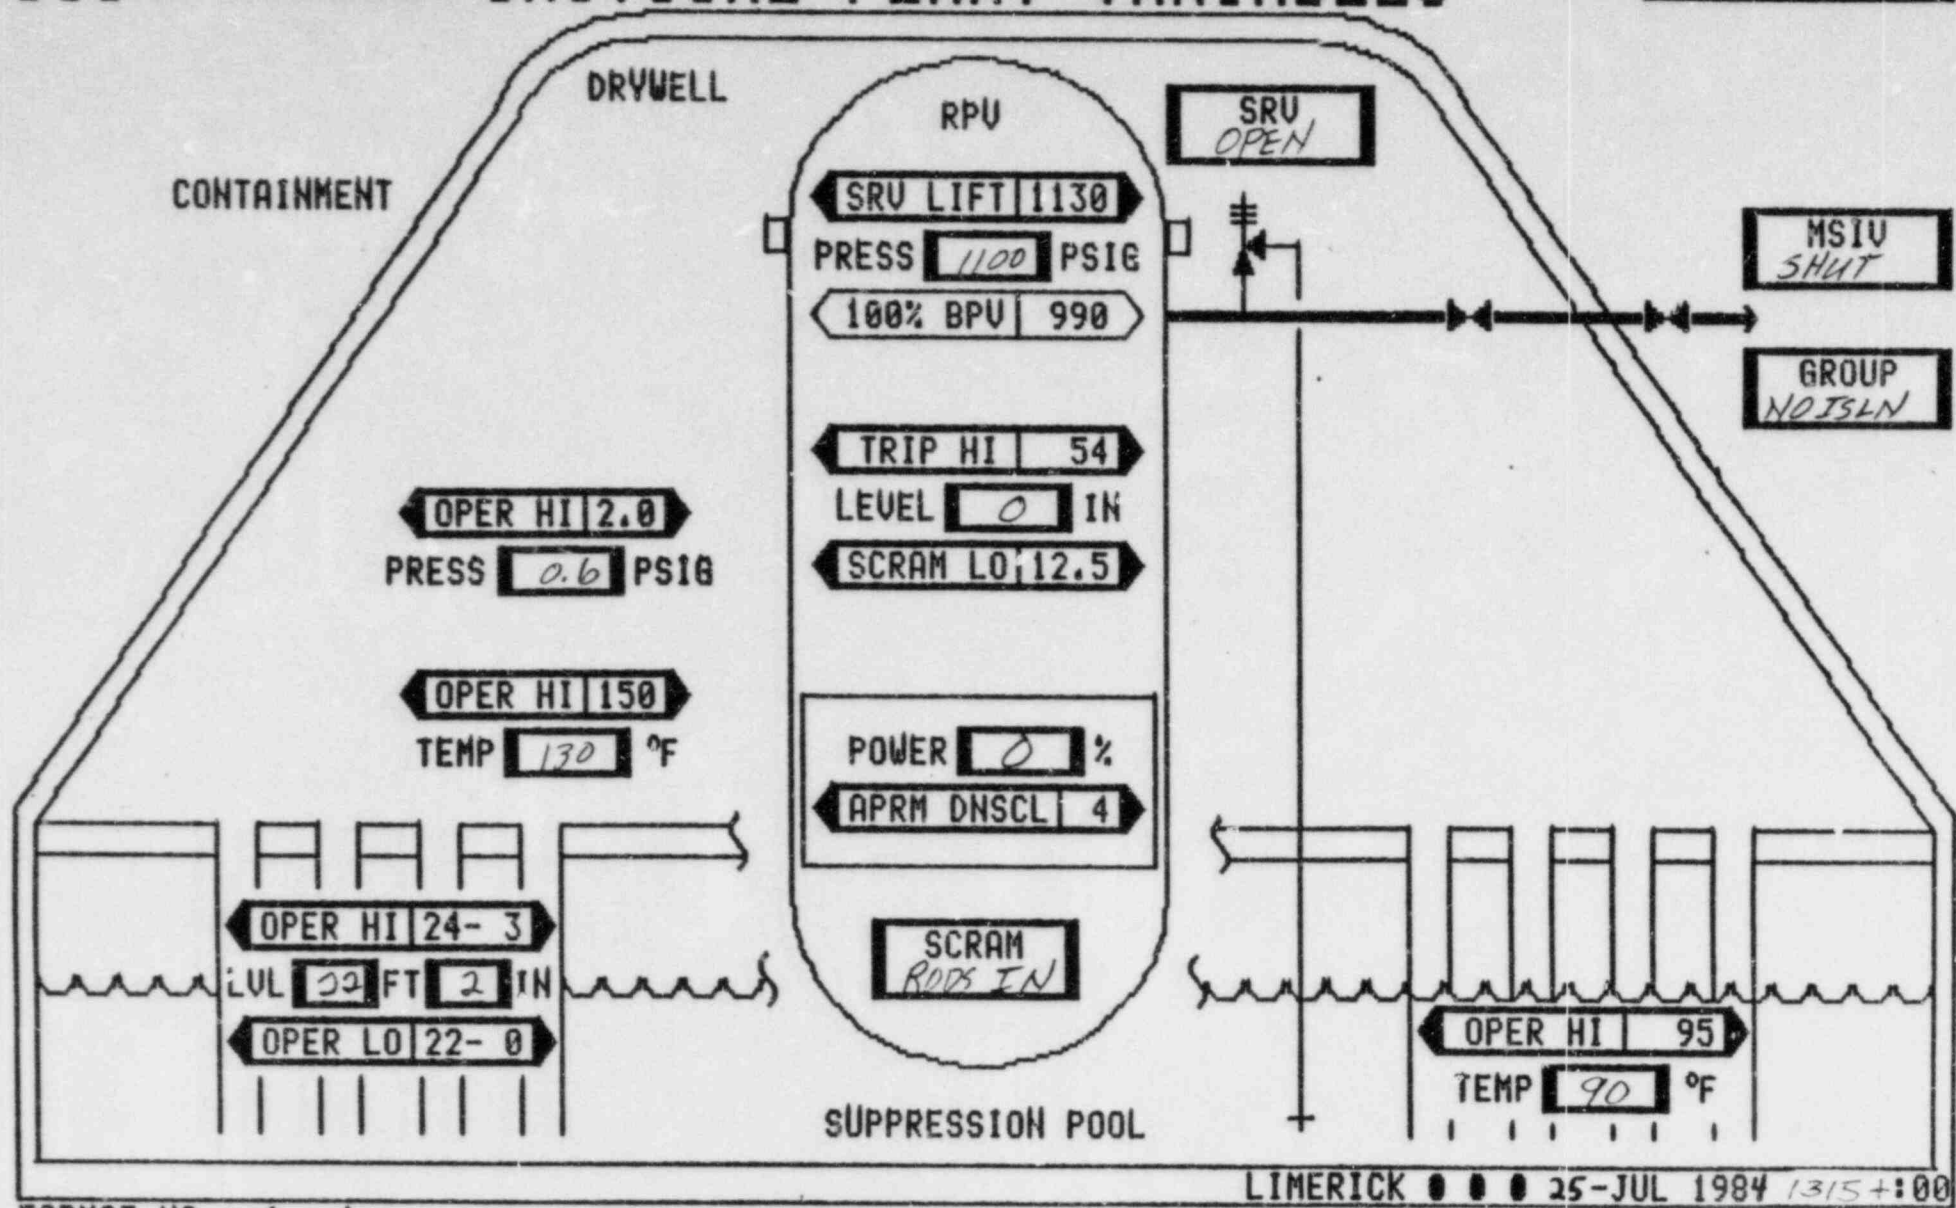 DRYWELL
RPV
SRV
OPEN
CONTAINMENT
SRV LIFT 1130
PRESS 1100 PSIG
100% BPV 990
MSIV
SHUT
GROUP
NO ISLN
TRIP HI 54
LEVEL 0 IN
SCRAM LO 12.5
OPER HI 2.0
PRESS 0.6 PSIG
OPER HI 150
TEMP 130 °F
POWER 0 %
APRM DNSCL 4
OPER HI 24- 3
LVL 22 FT 2 IN
OPER LO 22- 0
SCRAM
RODS IN
OPER HI 95
TEMP 90 °F
SUPPRESSION POOL
LIMERICK 25-JUL 1984 1315+:00